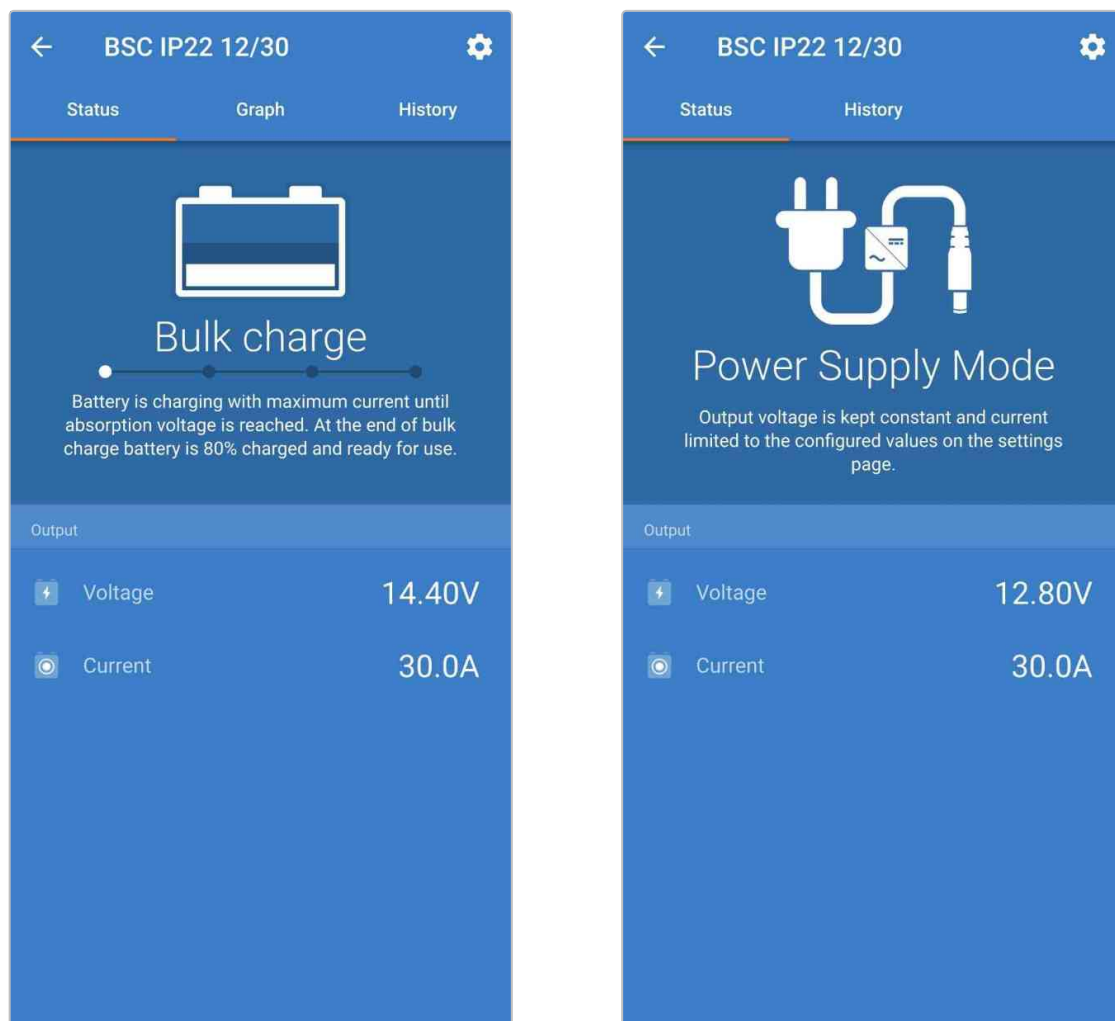 BSC IP22 12/30
Status Graph History
Bulk charge
Battery is charging with maximum current until
absorption voltage is reached. At the end of bulk
charge battery is 80% charged and ready for use.
Output
Voltage 14.40V
Current 30.0A
BSC IP22 12/30
Status History
Power Supply Mode
Output voltage is kept constant and current
limited to the configured values on the settings
page.
Output
Voltage 12.80V
Current 30.0A